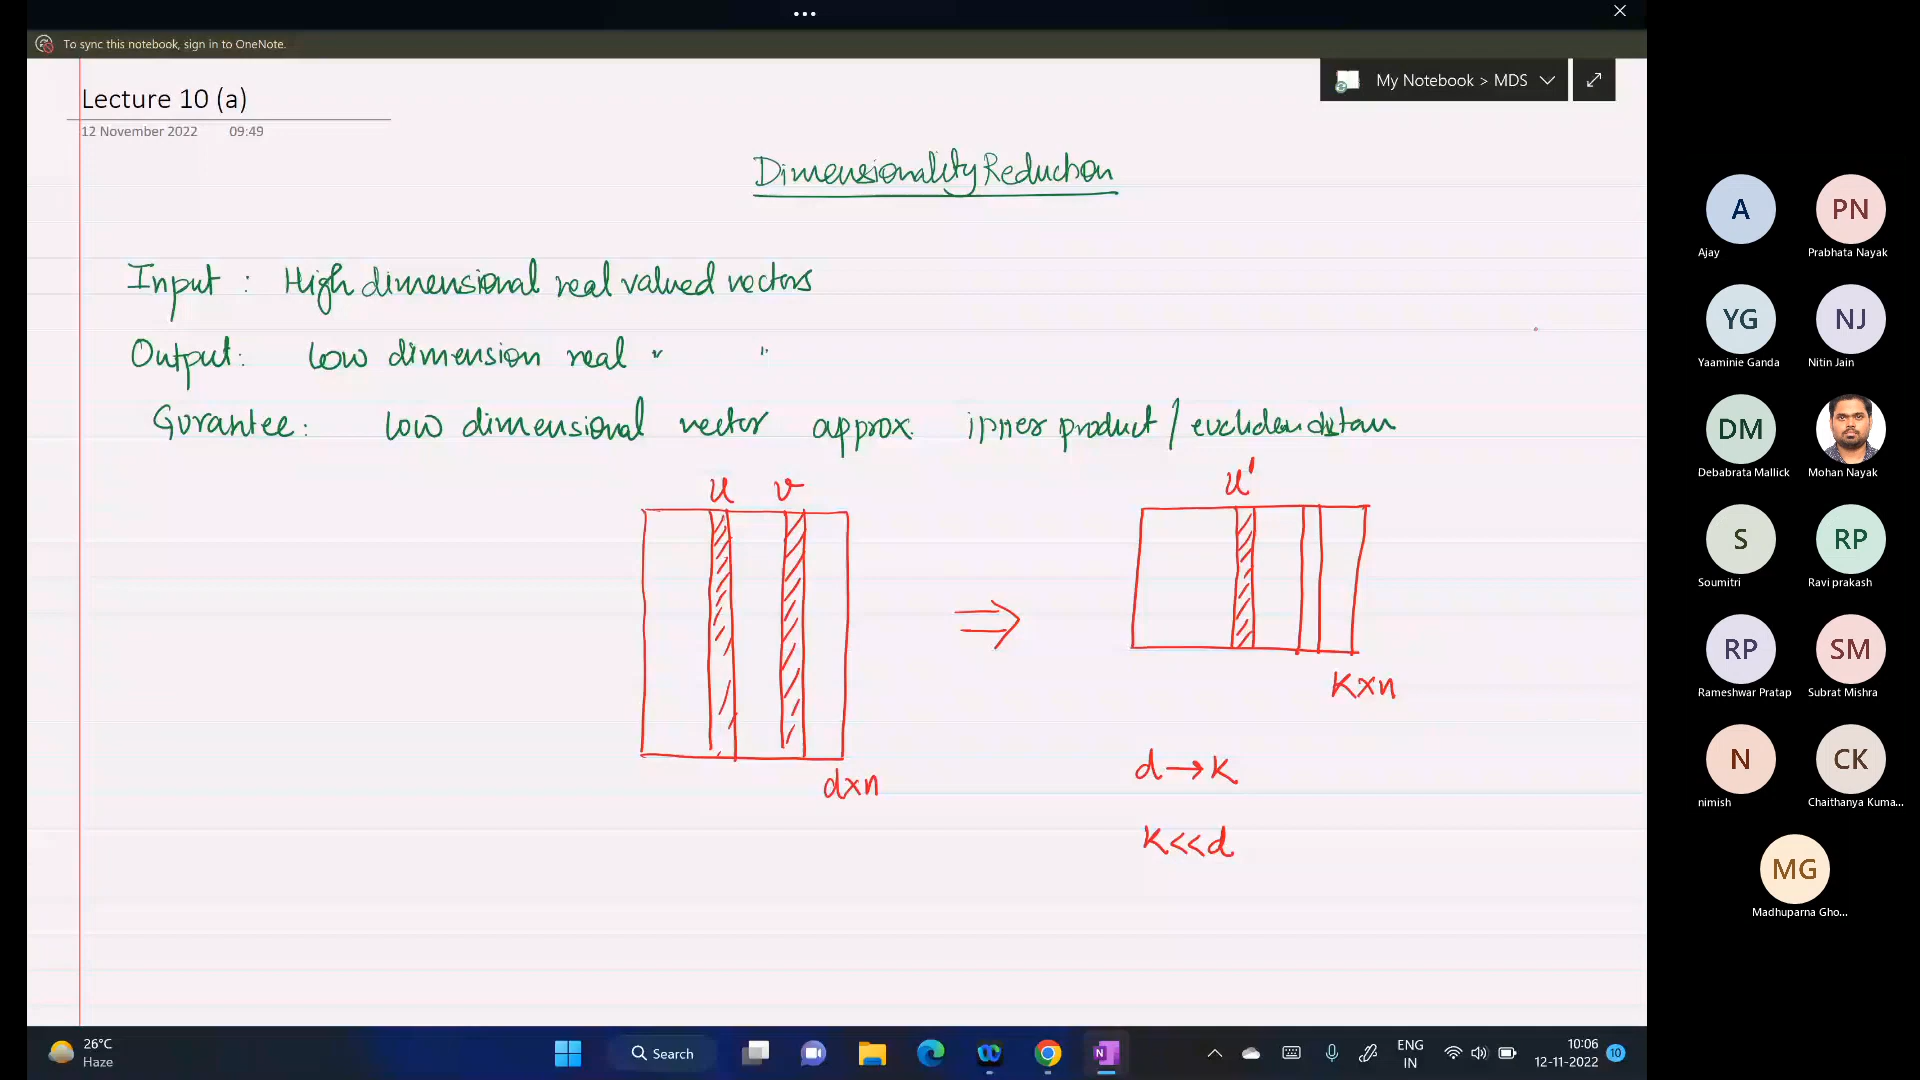 To sync this notebook, sign in to OneNote.
My Notebook > MDS
Lecture 10 (a)
12 November 2022 09:49
Dimensionality Reduction
Input : High dimensional real valued vectors
Output: Low dimension real " "
Gurantee: Low dimensional vector approx. inner product /
u v
u'
⇒
k×n
d×n
d → k
k<<d
A
Ajay
PN
Prabhata Nayak
YG
Yaaminie Ganda
NJ
Nitin Jain
DM
Debabrata Mallick
Mohan Nayak
S
Soumitri
RP
Ravi prakash
RP
Rameshwar Pratap
SM
Subrat Mishra
N
nimish
CK
Chaithanya Kuma...
MG
Madhuparna Gho...
26°C
Haze
Search
ENG
IN
10:06
12-11-2022
10